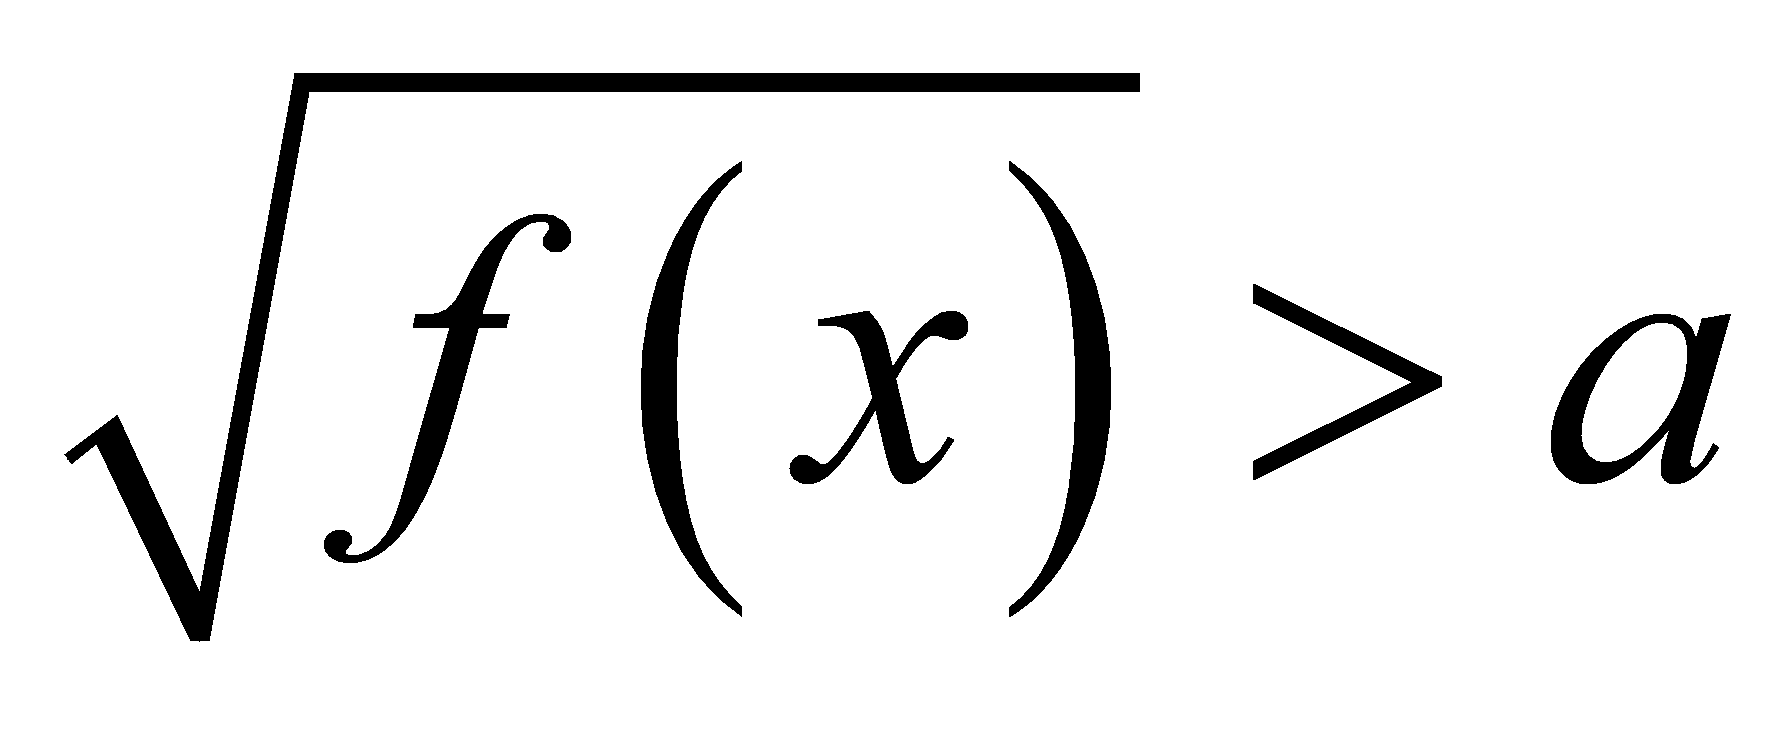 √f(x) > a